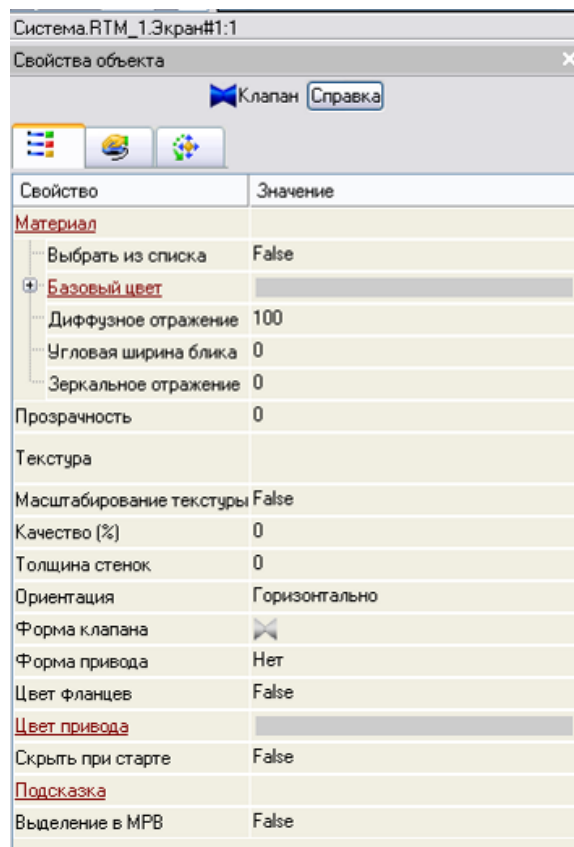 Система.RTM_1.Экран#1:1
Свойства объекта
Клапан Справка
Свойство Значение
Материал
Выбрать из списка False
Базовый цвет
Диффузное отражение 100
Угловая ширина блика 0
Зеркальное отражение 0
Прозрачность 0
Текстура
Масштабирование текстуры False
Качество (%) 0
Толщина стенок 0
Ориентация Горизонтально
Форма клапана
Форма привода Нет
Цвет фланцев False
Цвет привода
Скрыть при старте False
Подсказка
Выделение в МРВ False